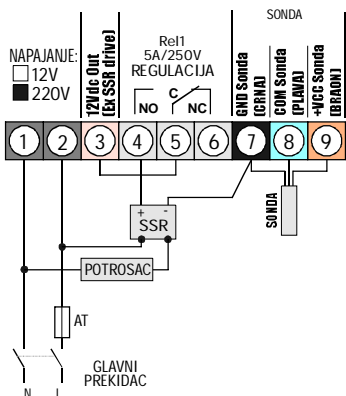 SONDA
Rel1
5A/250V
REGULACIJA
NAPAJANJE:
12V
220V
12Vdc Out
(Ex SSR drive)
C
NO
NC
GND Sonda
(CRNA)
COM Sonda
(PLAVA)
+VCC Sonda
(BRAON)
1
2
3
4
5
6
7
8
9
+ -
SSR
SONDA
POTROSAC
AT
GLAVNI
PREKIDAC
N
L